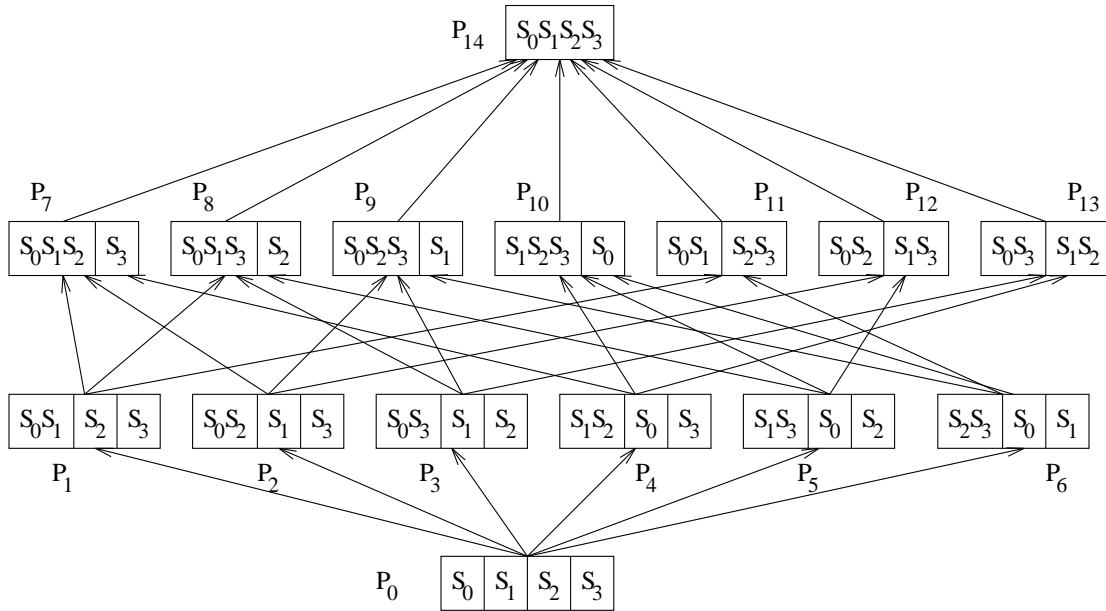 P14 S0S1S2S3
P7 P8 P9 P10 P11 P12 P13
S0S1S2 S3 S0S1S3 S2 S0S2S3 S1 S1S2S3 S0 S0S1 S2S3 S0S2 S1S3 S0S3 S1S2
S0S1 S2 S3 S0S2 S1 S3 S0S3 S1 S2 S1S2 S0 S3 S1S3 S0 S2 S2S3 S0 S1
P1 P2 P3 P4 P5 P6
P0 S0 S1 S2 S3